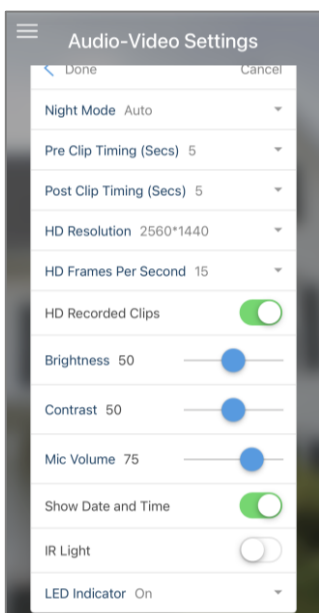 Audio-Video Settings
Done Cancel
Night Mode Auto
Pre Clip Timing (Secs) 5
Post Clip Timing (Secs) 5
HD Resolution 2560*1440
HD Frames Per Second 15
HD Recorded Clips
Brightness 50
Contrast 50
Mic Volume 75
Show Date and Time
IR Light
LED Indicator On